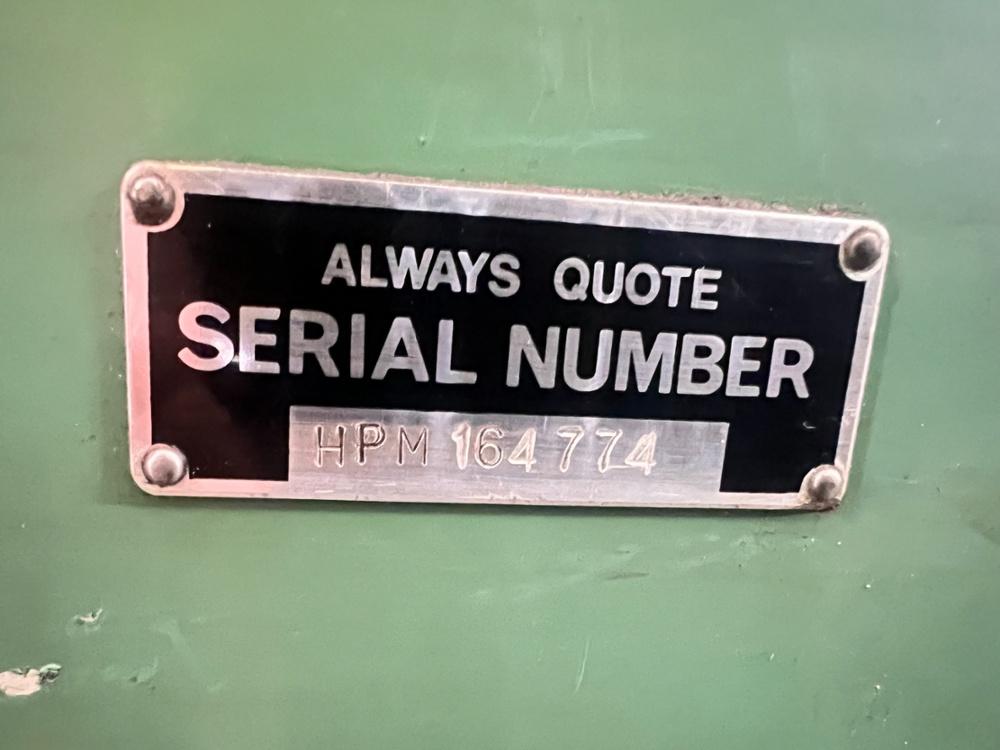 ALWAYS QUOTE
SERIAL NUMBER
HPM 164774